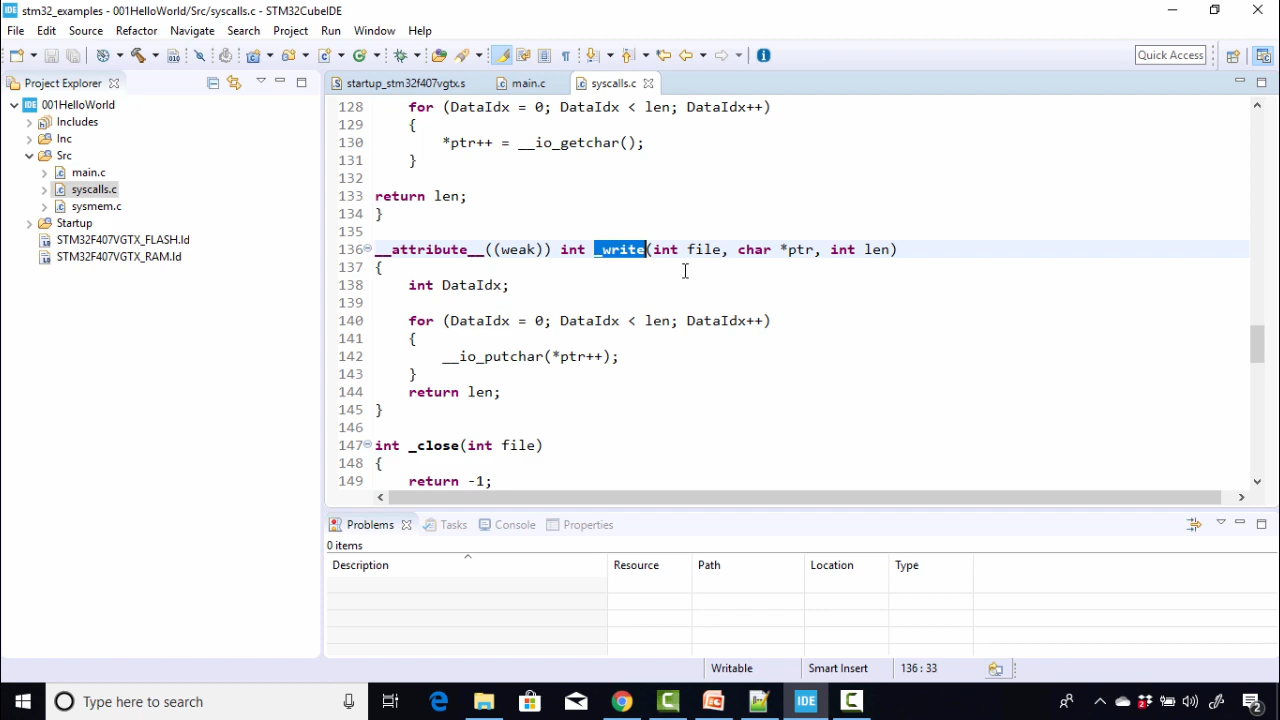 IDE stm32_examples - 001HelloWorld/Src/syscalls.c - STM32CubeIDE
File Edit Source Refactor Navigate Search Project Run Window Help
Quick Access
Project Explorer
startup_stm32f407vgtx.s main.c syscalls.c
IDE 001HelloWorld
Includes
Inc
Src
main.c
syscalls.c
sysmem.c
Startup
STM32F407VGTX_FLASH.ld
STM32F407VGTX_RAM.ld
128 for (DataIdx = 0; DataIdx < len; DataIdx++)
129 {
130 *ptr++ = __io_getchar();
131 }
132
133 return len;
134 }
135
136 __attribute__((weak)) int _write(int file, char *ptr, int len)
137 {
138 int DataIdx;
139
140 for (DataIdx = 0; DataIdx < len; DataIdx++)
141 {
142 __io_putchar(*ptr++);
143 }
144 return len;
145 }
146
147 int _close(int file)
148 {
149 return -1;
Problems Tasks Console Properties
0 items
Description Resource Path Location Type
Writable Smart Insert 136 : 33
Type here to search
IDE
2